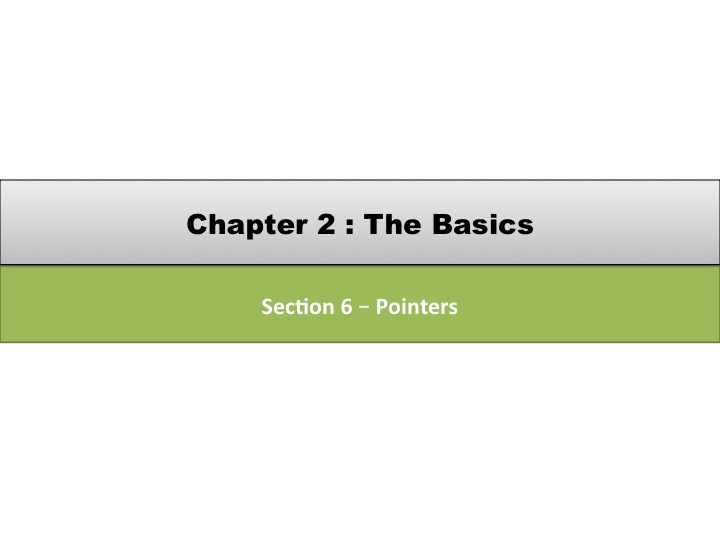 Chapter 2 : The Basics
Section 6 – Pointers